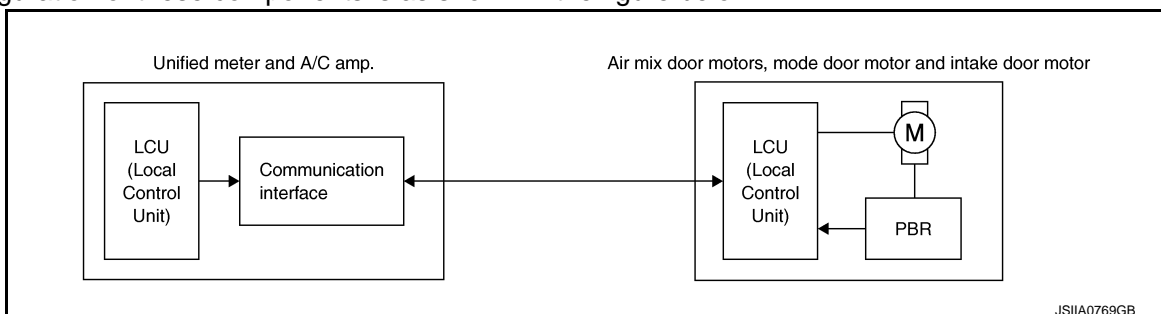 Unified meter and A/C amp.
Air mix door motors, mode door motor and intake door motor
LCU
(Local
Control
Unit)
Communication
interface
LCU
(Local
Control
Unit)
M
PBR
JSIIA0769GB